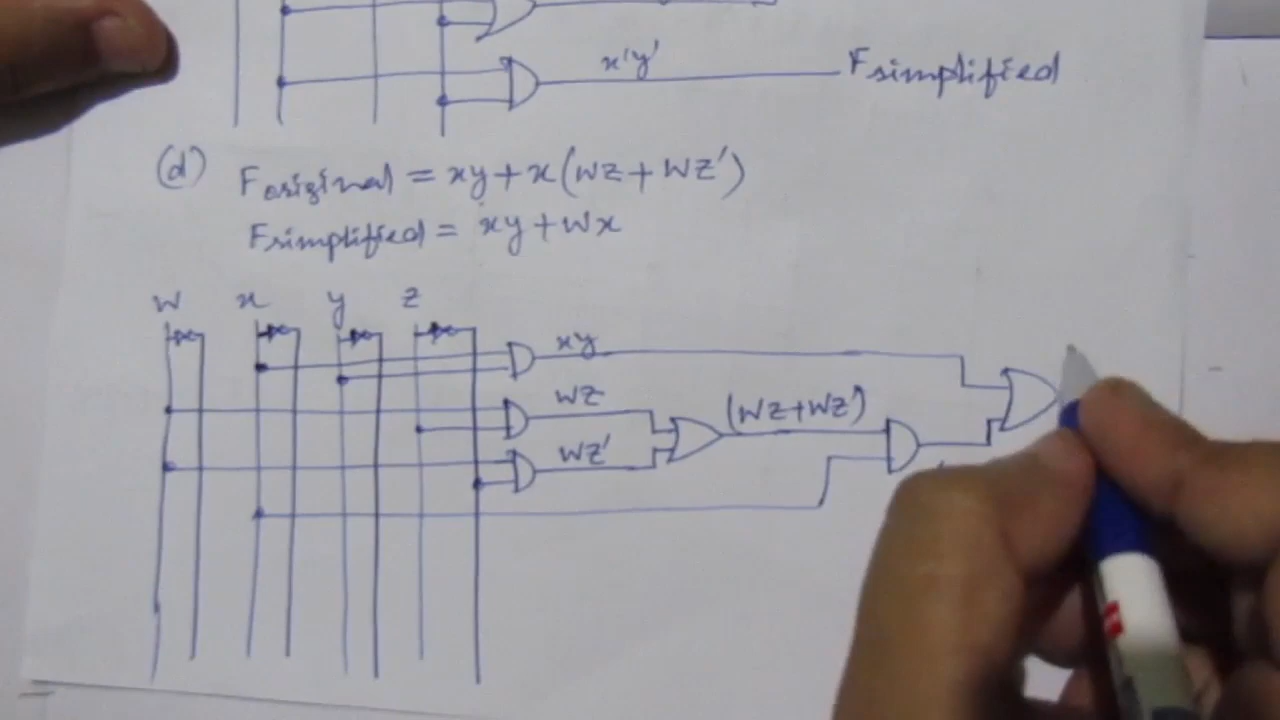 x'y'
Fsimplified
(d) Foriginal = xy + x(wz + wz')
Fsimplified = xy + wx
w x y z
xy
wz
(wz + wz')
wz'